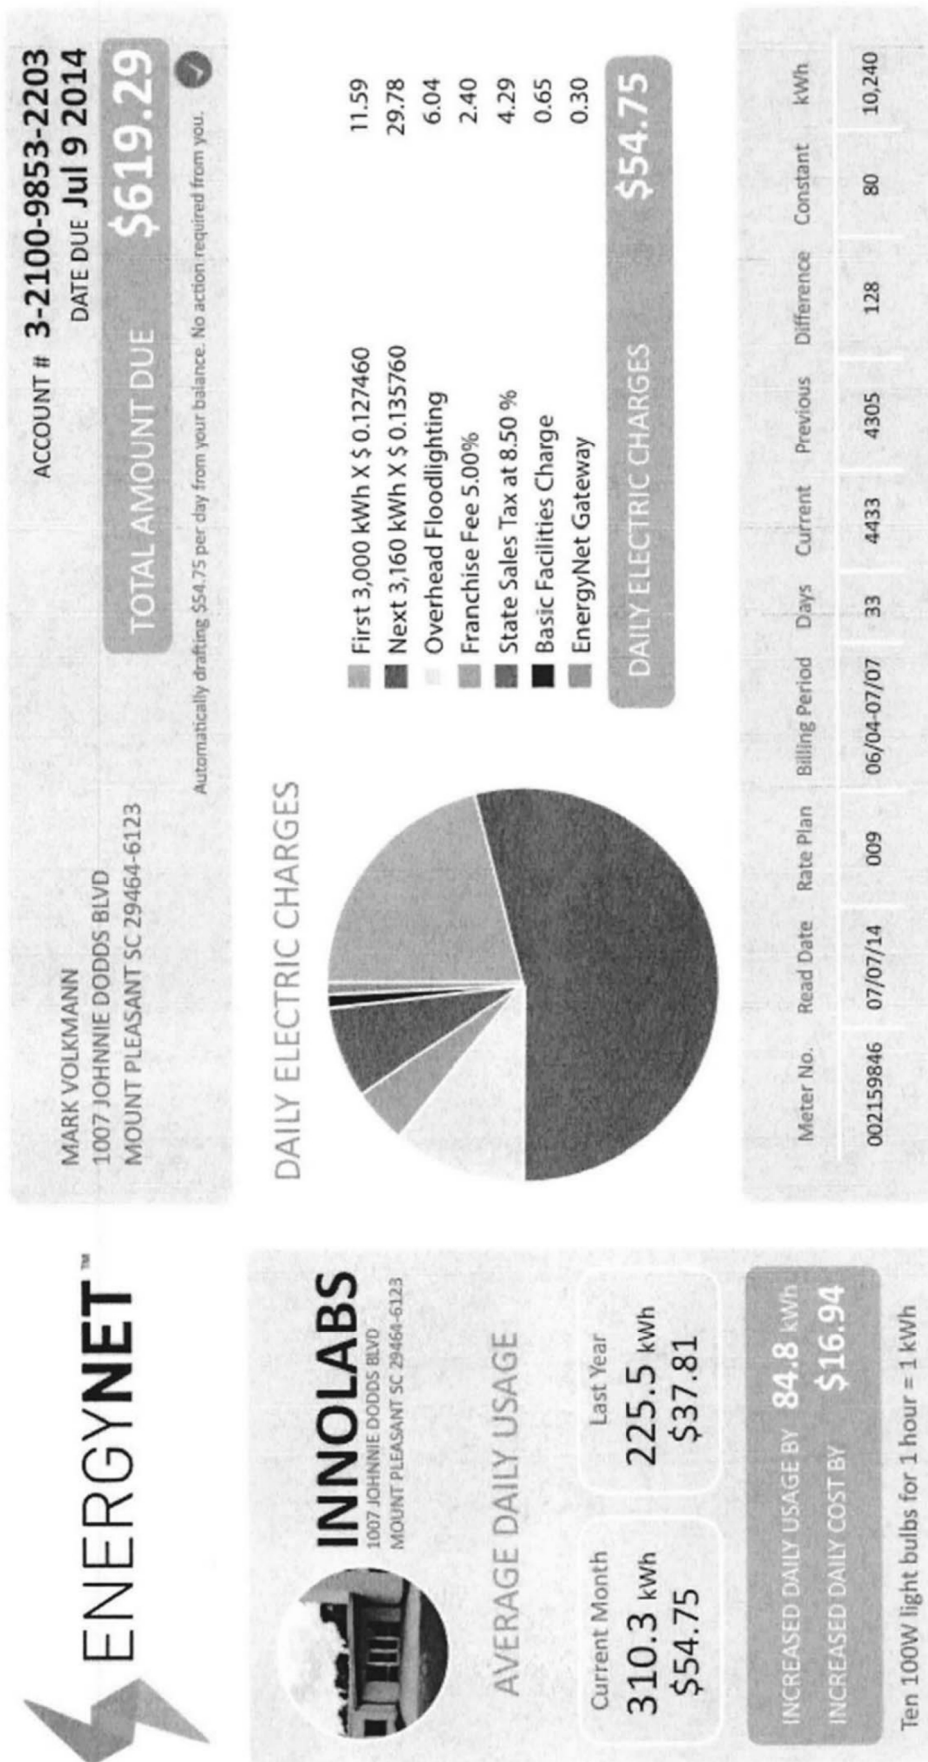 ENERGYNET™
ACCOUNT # 3-2100-9853-2203
DATE DUE Jul 9 2014
MARK VOLKMANN
1007 JOHNNIE DODDS BLVD
MOUNT PLEASANT SC 29464-6123
TOTAL AMOUNT DUE $619.29
Automatically drafting $54.75 per day from your balance. No action required from you.
INNOLABS
1007 JOHNNIE DODDS BLVD
MOUNT PLEASANT SC 29464-6123
AVERAGE DAILY USAGE
Current Month Last Year
310.3 kWh 225.5 kWh
$54.75 $37.81
INCREASED DAILY USAGE BY 84.8 kWh
INCREASED DAILY COST BY $16.94
Ten 100W light bulbs for 1 hour = 1 kWh
DAILY ELECTRIC CHARGES
First 3,000 kWh X $ 0.127460 11.59
Next 3,160 kWh X $ 0.135760 29.78
Overhead Floodlighting 6.04
Franchise Fee 5.00% 2.40
State Sales Tax at 8.50 % 4.29
Basic Facilities Charge 0.65
EnergyNet Gateway 0.30
DAILY ELECTRIC CHARGES $54.75
Meter No. Read Date Rate Plan Billing Period Days Current Previous Difference Constant kWh
002159846 07/07/14 009 06/04-07/07 33 4433 4305 128 80 10,240